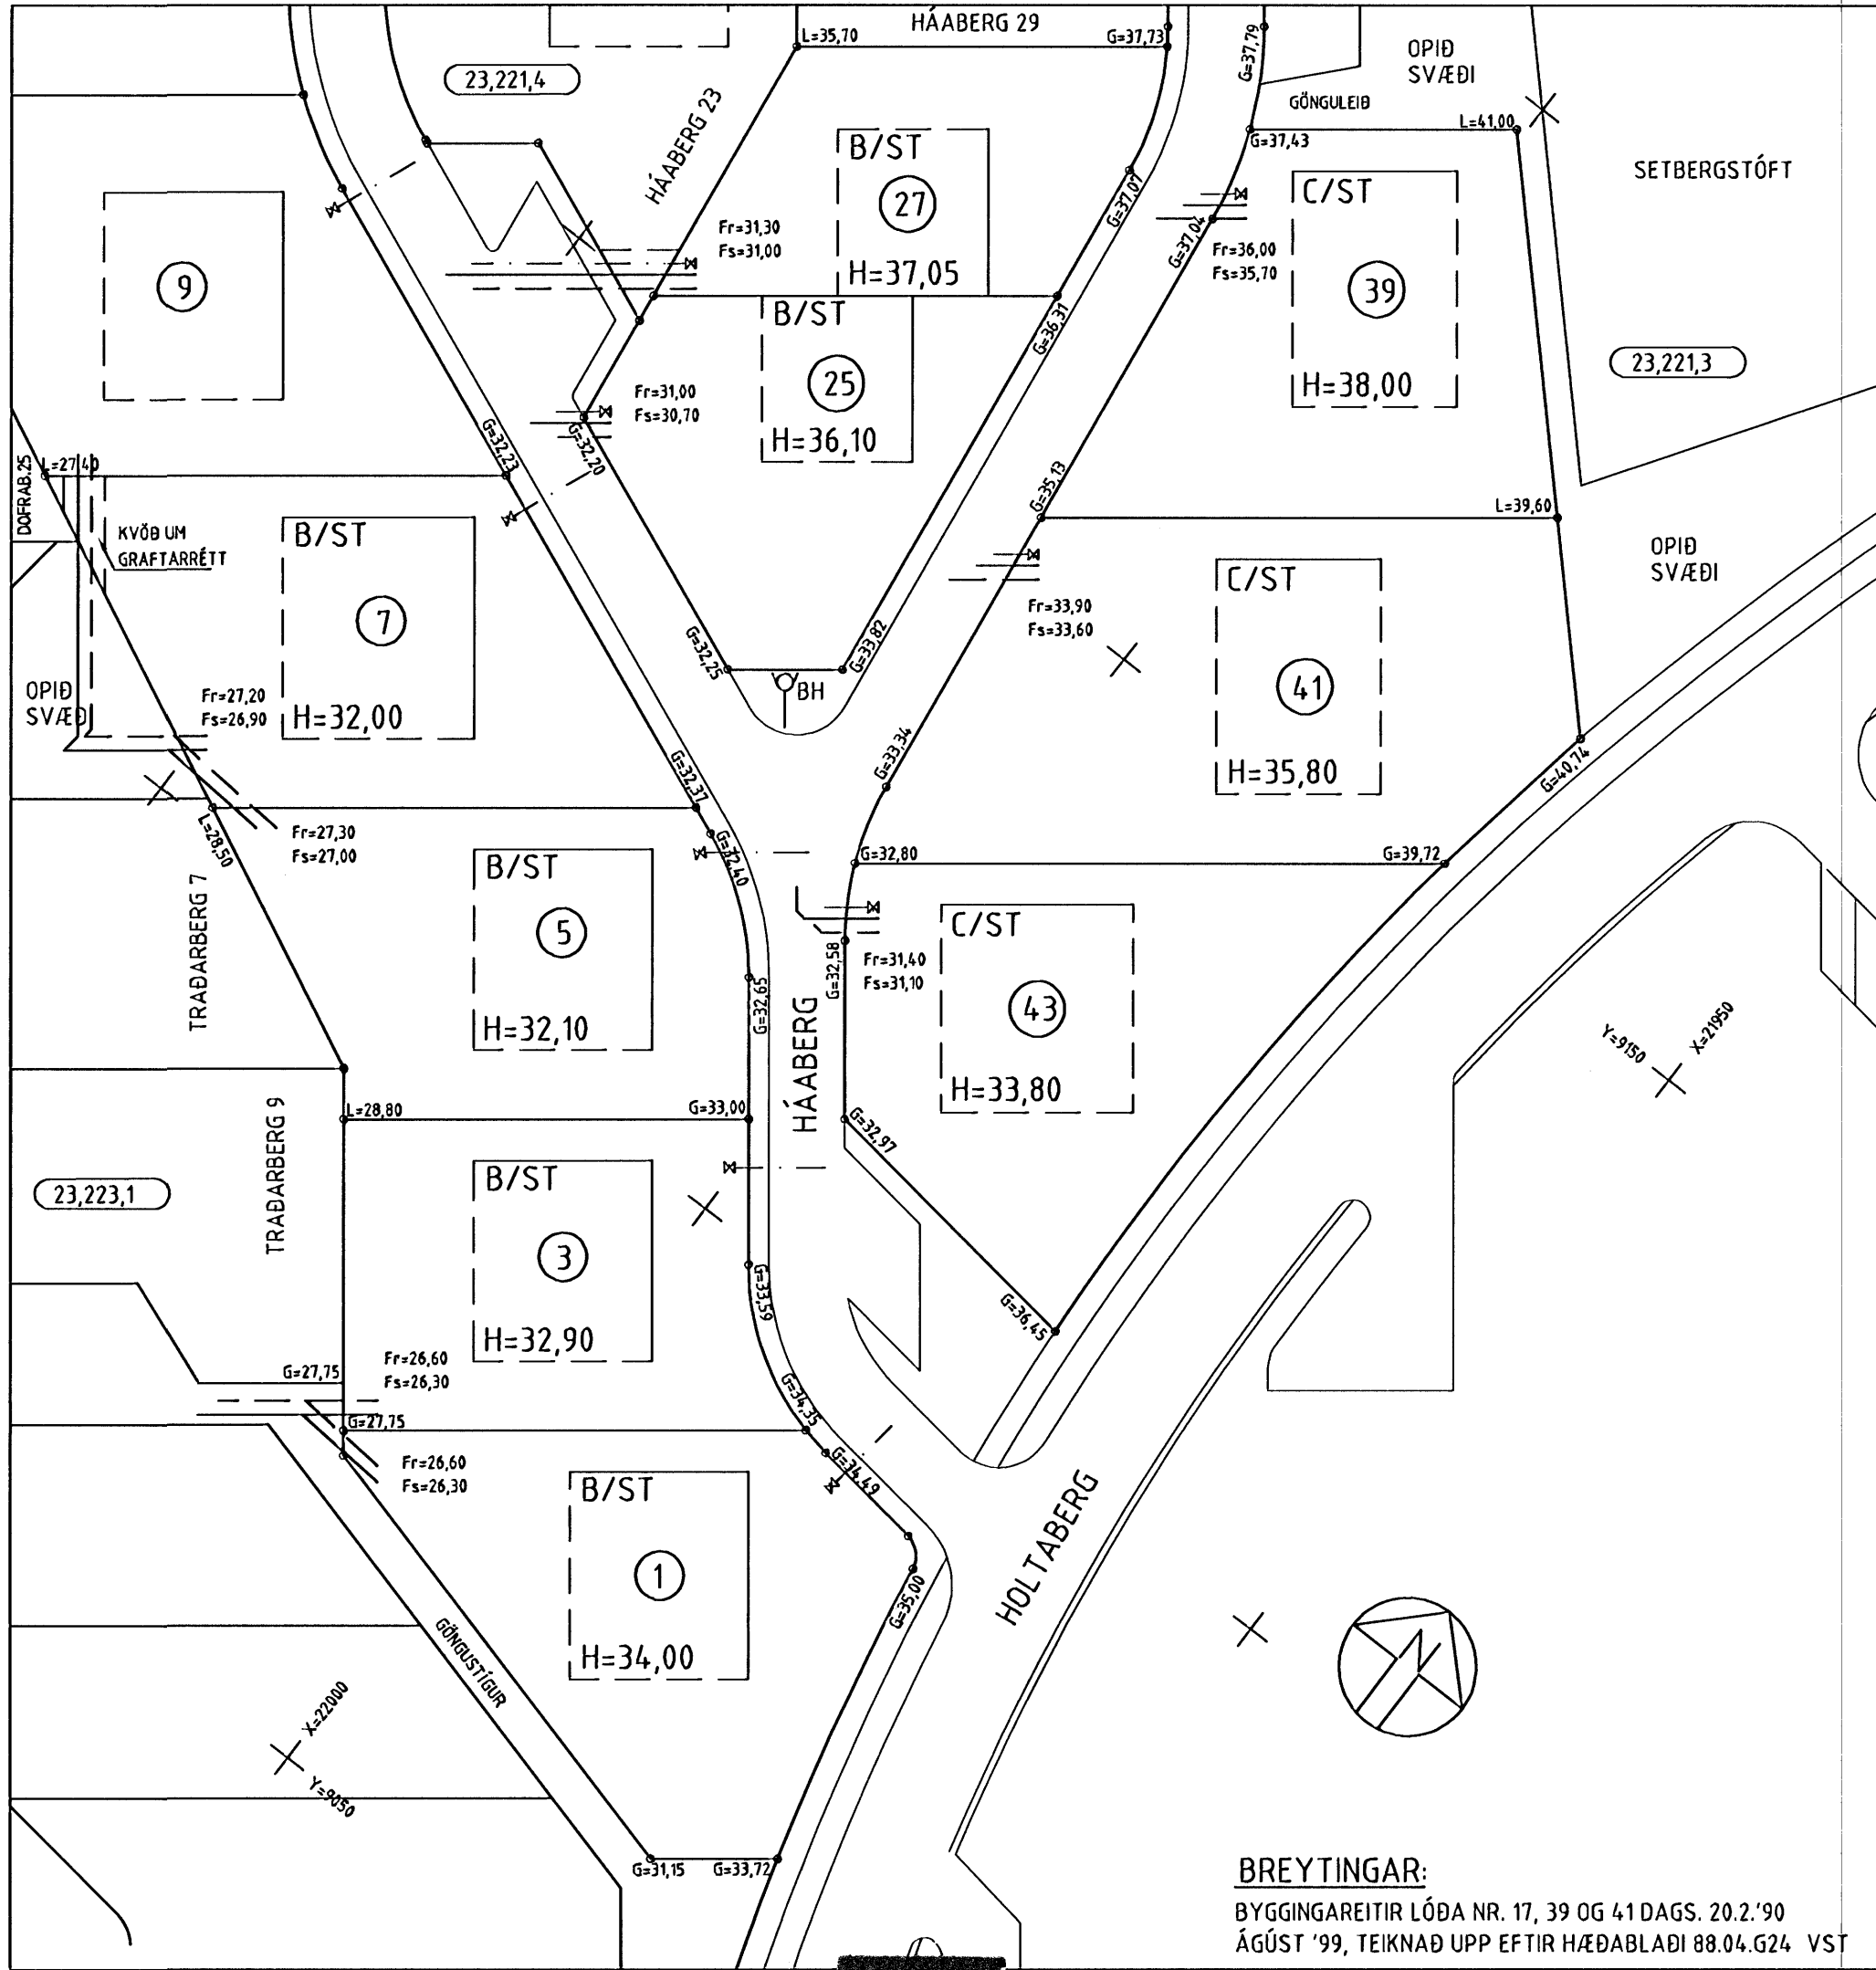 HÁABERG 29
L=35,70
G=37,73
G=37,79
OPIÐ
SVÆÐI
23,221,4
HÁABERG 23
GÖNGULEIÐ
L=41,00
G=37,43
SETBERGSTÓFT
B/ST
27
H=37,05
G=37,07
G=37,04
C/ST
39
H=38,00
Fr=36,00
Fs=35,70
Fr=31,30
Fs=31,00
9
B/ST
25
H=36,10
G=36,31
23,221,3
Fr=31,00
Fs=30,70
G=32,20
G=32,23
DOFRAB.25
L=27,40
KVÖÐ UM
GRAFTARRÉTT
B/ST
7
H=32,00
G=35,13
L=39,60
OPIÐ
SVÆÐI
C/ST
41
H=35,80
Fr=33,90
Fs=33,60
G=32,25
G=33,82
BH
OPIÐ
SVÆÐI
Fr=27,20
Fs=26,90
G=32,37
G=33,34
G=40,74
L=28,50
Fr=27,30
Fs=27,00
G=32,40
G=32,80
G=39,72
TRAÐARBERG 7
B/ST
5
H=32,10
G=32,65
G=32,58
Fr=31,40
Fs=31,10
C/ST
43
H=33,80
HÁABERG
Y=9150
X=21950
L=28,80
G=33,00
G=32,97
TRAÐARBERG 9
23,223,1
B/ST
3
H=32,90
G=33,59
G=36,45
G=27,75
Fr=26,60
Fs=26,30
G=27,75
G=34,35
Fr=26,60
Fs=26,30
G=34,49
B/ST
1
H=34,00
G=35,00
HOLTABERG
GÖNGUSTÍGUR
X=22000
Y=9050
N
G=31,15
G=33,72
BREYTINGAR:
BYGGINGAREITIR LÓÐA NR. 17, 39 OG 41 DAGS. 20.2.'90
ÁGÚST '99, TEIKNAÐ UPP EFTIR HÆÐABLAÐI 88.04.G24 VST